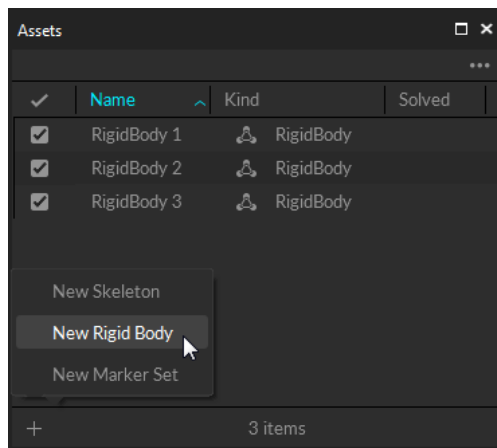 Assets
Name Kind Solved
RigidBody 1 RigidBody
RigidBody 2 RigidBody
RigidBody 3 RigidBody
New Skeleton
New Rigid Body
New Marker Set
3 items